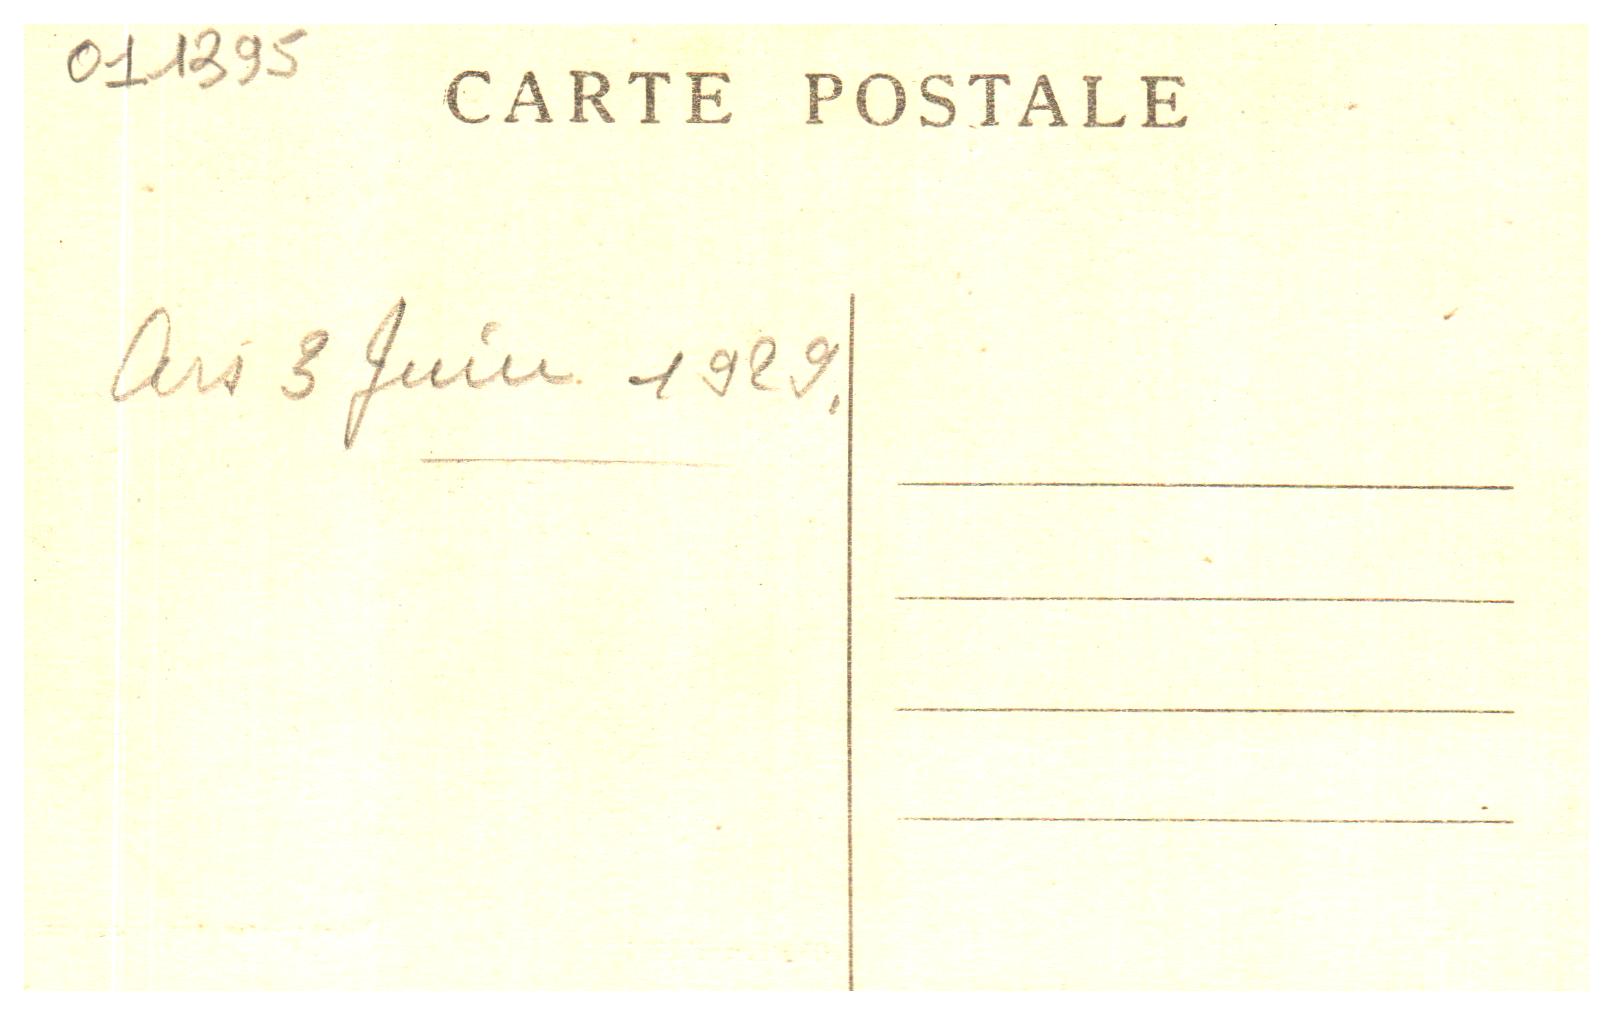 011395
CARTE POSTALE
Ars 3 Juin 1929.